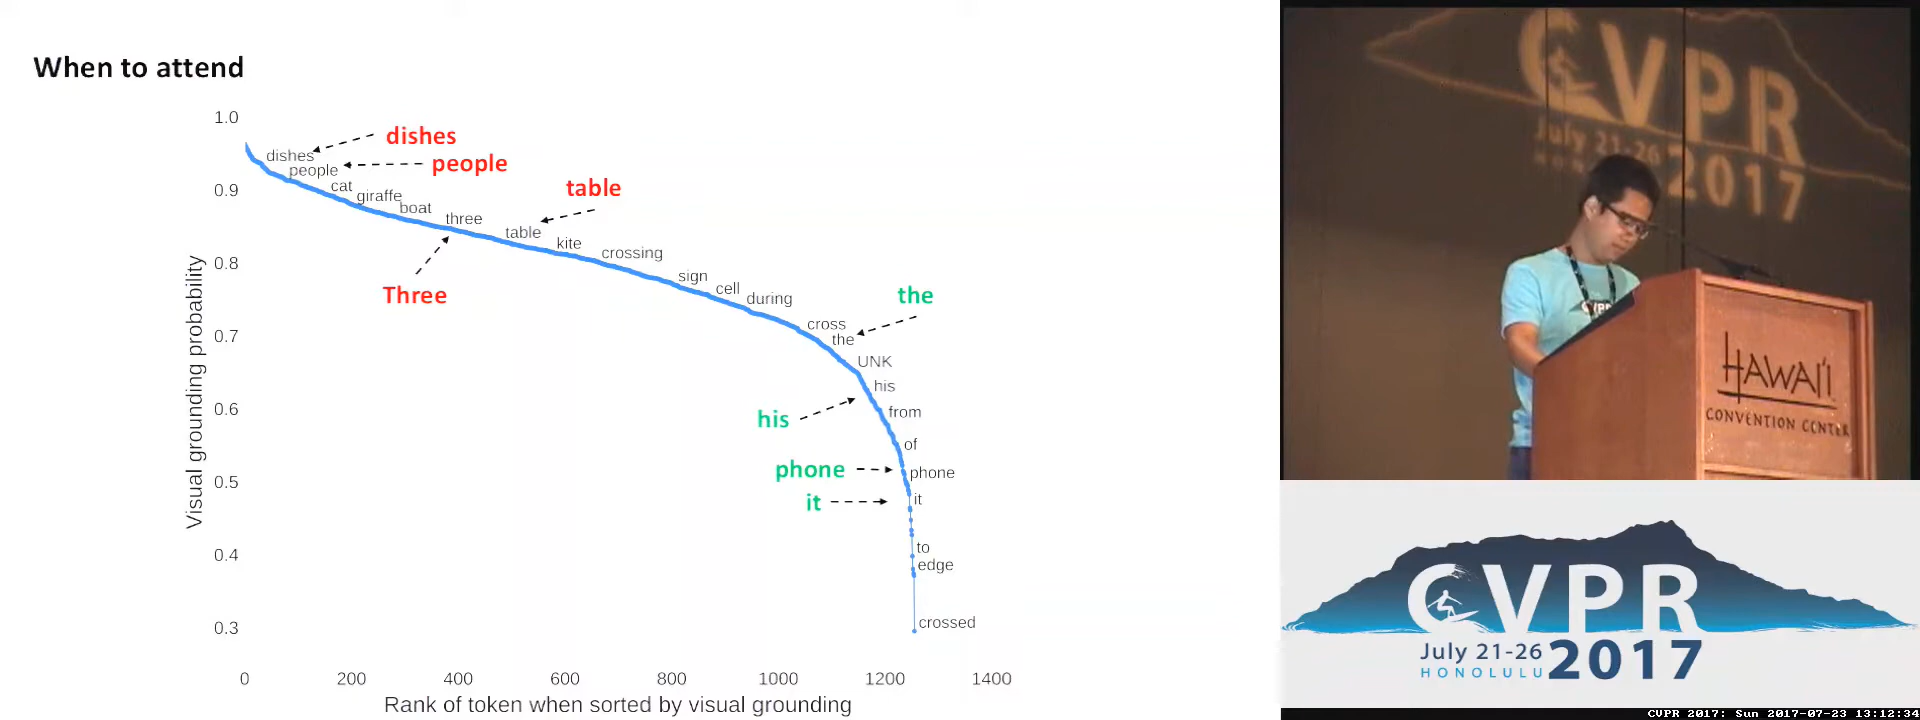 When to attend
1.0
0.9
0.8
0.7
0.6
0.5
0.4
0.3
Visual grounding probability
dishes
people
cat
giraffe
boat
three
table
kite
crossing
sign
cell
during
cross
the
UNK
his
from
of
phone
it
to
edge
crossed
dishes
people
table
Three
the
his
phone
it
0
200
400
600
800
1000
1200
1400
Rank of token when sorted by visual grounding
CVPR
July 21-26
2017
HAWAI'I
CONVENTION CENTER
CVPR
July 21-26
HONOLULU
2017
CVPR 2017: Sun 2017-07-23 13:12:34